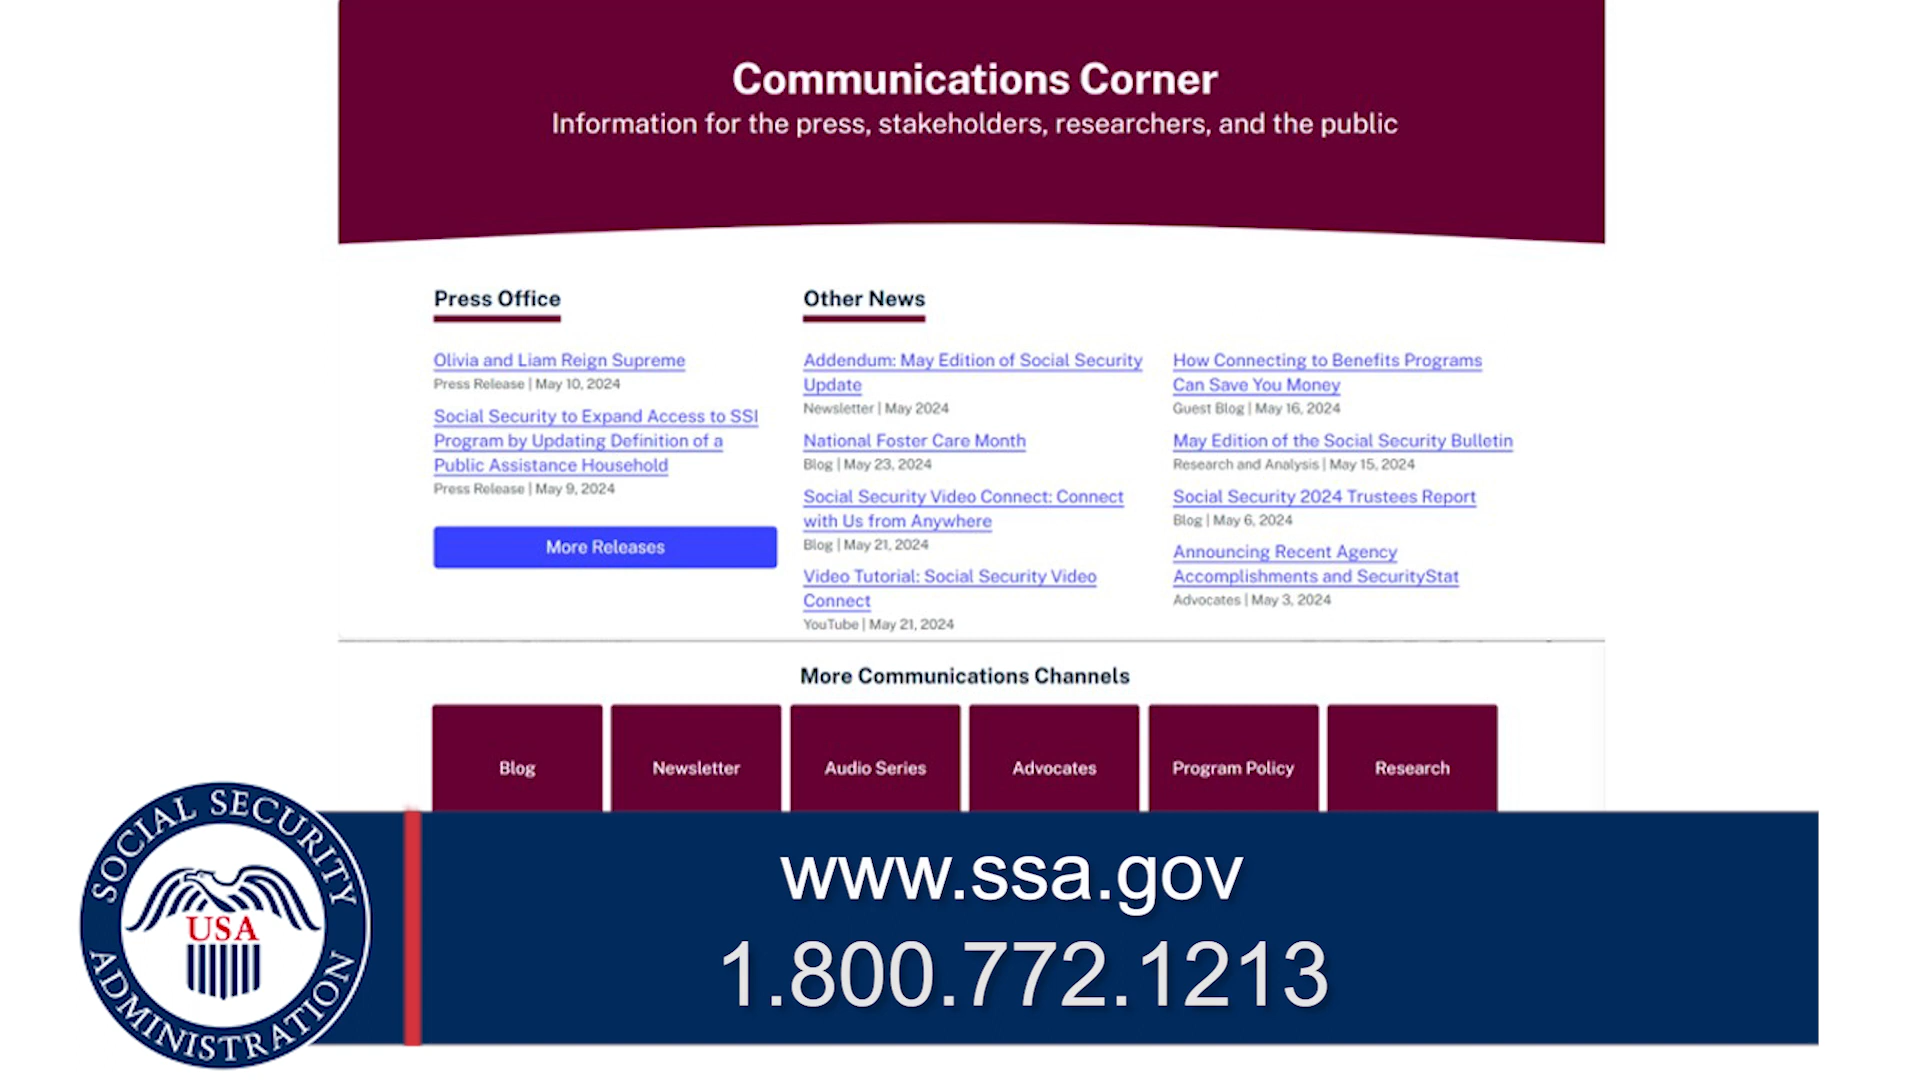 Communications Corner
Information for the press, stakeholders, researchers, and the public
Press Office
Olivia and Liam Reign Supreme
Press Release | May 10, 2024
Social Security to Expand Access to SSI
Program by Updating Definition of a
Public Assistance Household
Press Release | May 9, 2024
More Releases
Other News
Addendum: May Edition of Social Security
Update
Newsletter | May 2024
National Foster Care Month
Blog | May 23, 2024
Social Security Video Connect: Connect
with Us from Anywhere
Blog | May 21, 2024
Video Tutorial: Social Security Video
Connect
YouTube | May 21, 2024
How Connecting to Benefits Programs
Can Save You Money
Guest Blog | May 16, 2024
May Edition of the Social Security Bulletin
Research and Analysis | May 15, 2024
Social Security 2024 Trustees Report
Blog | May 6, 2024
Announcing Recent Agency
Accomplishments and SecurityStat
Advocates | May 3, 2024
More Communications Channels
Blog
Newsletter
Audio Series
Advocates
Program Policy
Research
SOCIAL SECURITY
USA
ADMINISTRATION
www.ssa.gov
1.800.772.1213